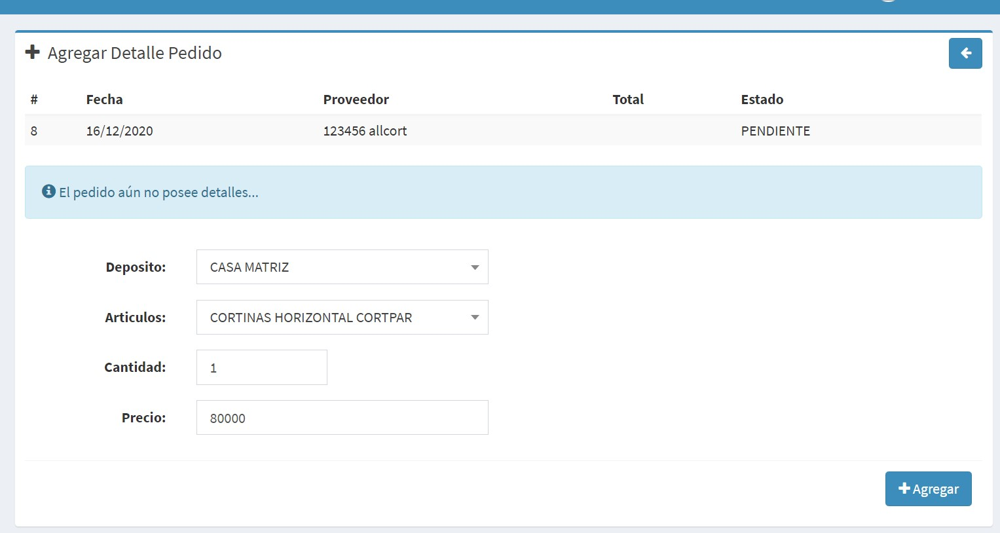 Agregar Detalle Pedido
# Fecha Proveedor Total Estado
8 16/12/2020 123456 allcort PENDIENTE
El pedido aún no posee detalles...
Deposito: CASA MATRIZ
Articulos: CORTINAS HORIZONTAL CORTPAR
Cantidad: 1
Precio: 80000
Agregar